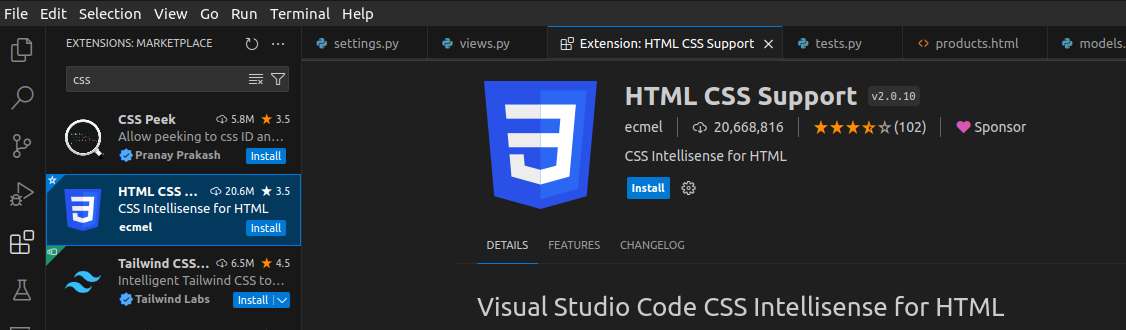 File Edit Selection View Go Run Terminal Help
EXTENSIONS: MARKETPLACE
css
CSS Peek 5.8M 3.5
Allow peeking to css ID an...
Pranay Prakash Install
HTML CSS ... 20.6M 3.5
CSS Intellisense for HTML
ecmel Install
Tailwind CSS... 6.5M 4.5
Intelligent Tailwind CSS to...
Tailwind Labs Install
settings.py views.py Extension: HTML CSS Support tests.py products.html models.
HTML CSS Support v2.0.10
ecmel 20,668,816 (102) Sponsor
CSS Intellisense for HTML
Install
DETAILS FEATURES CHANGELOG
Visual Studio Code CSS Intellisense for HTML